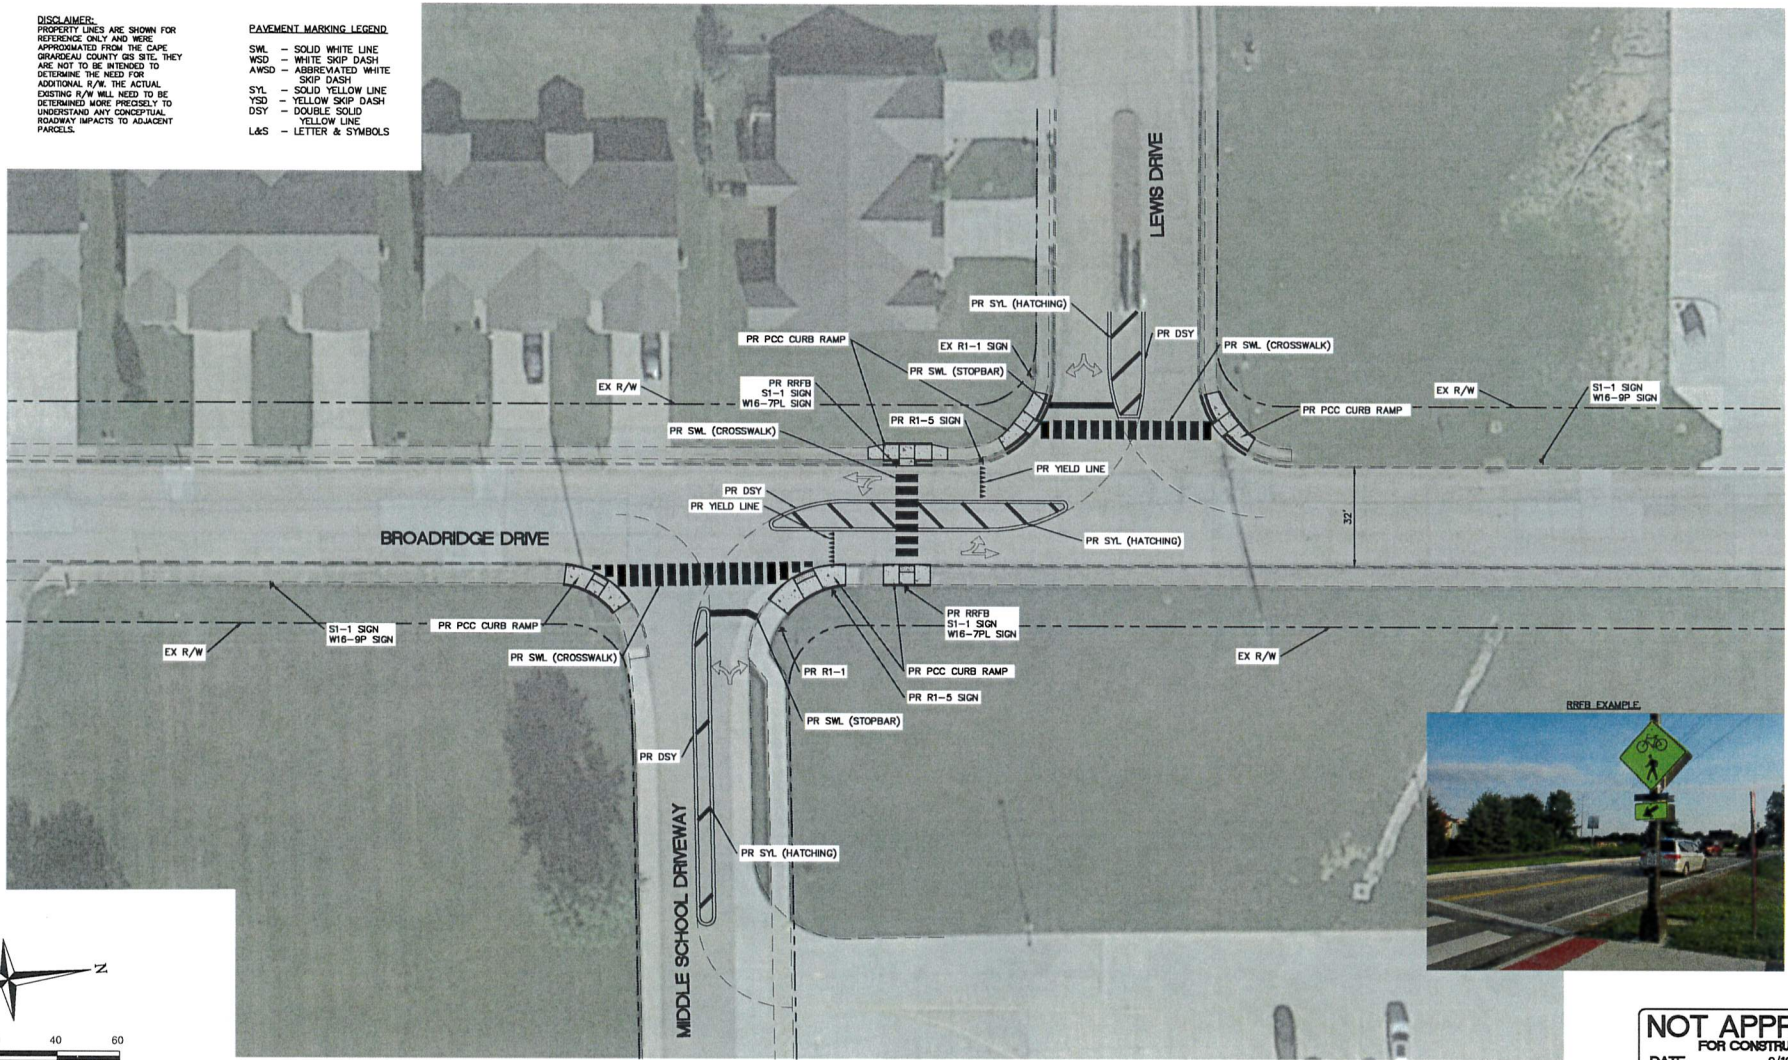 DISCLAIMER:
PROPERTY LINES ARE SHOWN FOR
REFERENCE ONLY AND WERE
APPROXIMATED FROM THE CAPE
GIRARDEAU COUNTY GIS SITE. THEY
ARE NOT TO BE INTENDED TO
DETERMINE THE NEED FOR
ADDITIONAL R/W. THE ACTUAL
EXISTING R/W WILL NEED TO BE
DETERMINED MORE PRECISELY TO
UNDERSTAND ANY CONCEPTUAL
ROADWAY IMPACTS TO ADJACENT
PARCELS.
PAVEMENT MARKING LEGEND
SWL – SOLID WHITE LINE
WSD – WHITE SKIP DASH
AWSD – ABBREVIATED WHITE
SKIP DASH
SYL – SOLID YELLOW LINE
YSD – YELLOW SKIP DASH
DSY – DOUBLE SOLID
YELLOW LINE
L&S – LETTER & SYMBOLS
LEWIS DRIVE
PR SYL (HATCHING)
PR DSY
PR PCC CURB RAMP
EX R1-1 SIGN
PR SWL (CROSSWALK)
PR SWL (STOPBAR)
EX R/W
PR RRFB
S1-1 SIGN
W16-7PL SIGN
EX R/W
S1-1 SIGN
W16-9P SIGN
PR PCC CURB RAMP
PR R1-5 SIGN
PR SWL (CROSSWALK)
PR YIELD LINE
PR DSY
PR YIELD LINE
32'
BROADRIDGE DRIVE
PR SYL (HATCHING)
PR RRFB
S1-1 SIGN
W16-7PL SIGN
S1-1 SIGN
W16-9P SIGN
PR PCC CURB RAMP
EX R/W
PR SWL (CROSSWALK)
EX R/W
PR R1-1
PR PCC CURB RAMP
PR R1-5 SIGN
PR SWL (STOPBAR)
RRFB EXAMPLE
PR DSY
MIDDLE SCHOOL DRIVEWAY
PR SYL (HATCHING)
N
40 60
NOT APPR
FOR CONSTRU
DATE